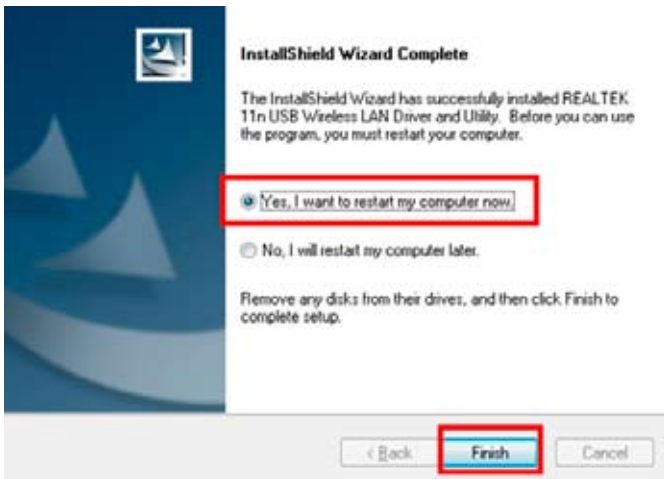 InstallShield Wizard Complete
The InstallShield Wizard has successfully installed REALTEK
11n USB Wireless LAN Driver and Utility. Before you can use
the program, you must restart your computer.
Yes, I want to restart my computer now.
No, I will restart my computer later.
Remove any disks from their drives, and then click Finish to
complete setup.
< Back Finish Cancel